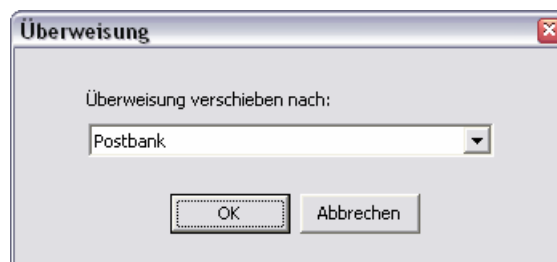 Überweisung
Überweisung verschieben nach:
Postbank
OK
Abbrechen